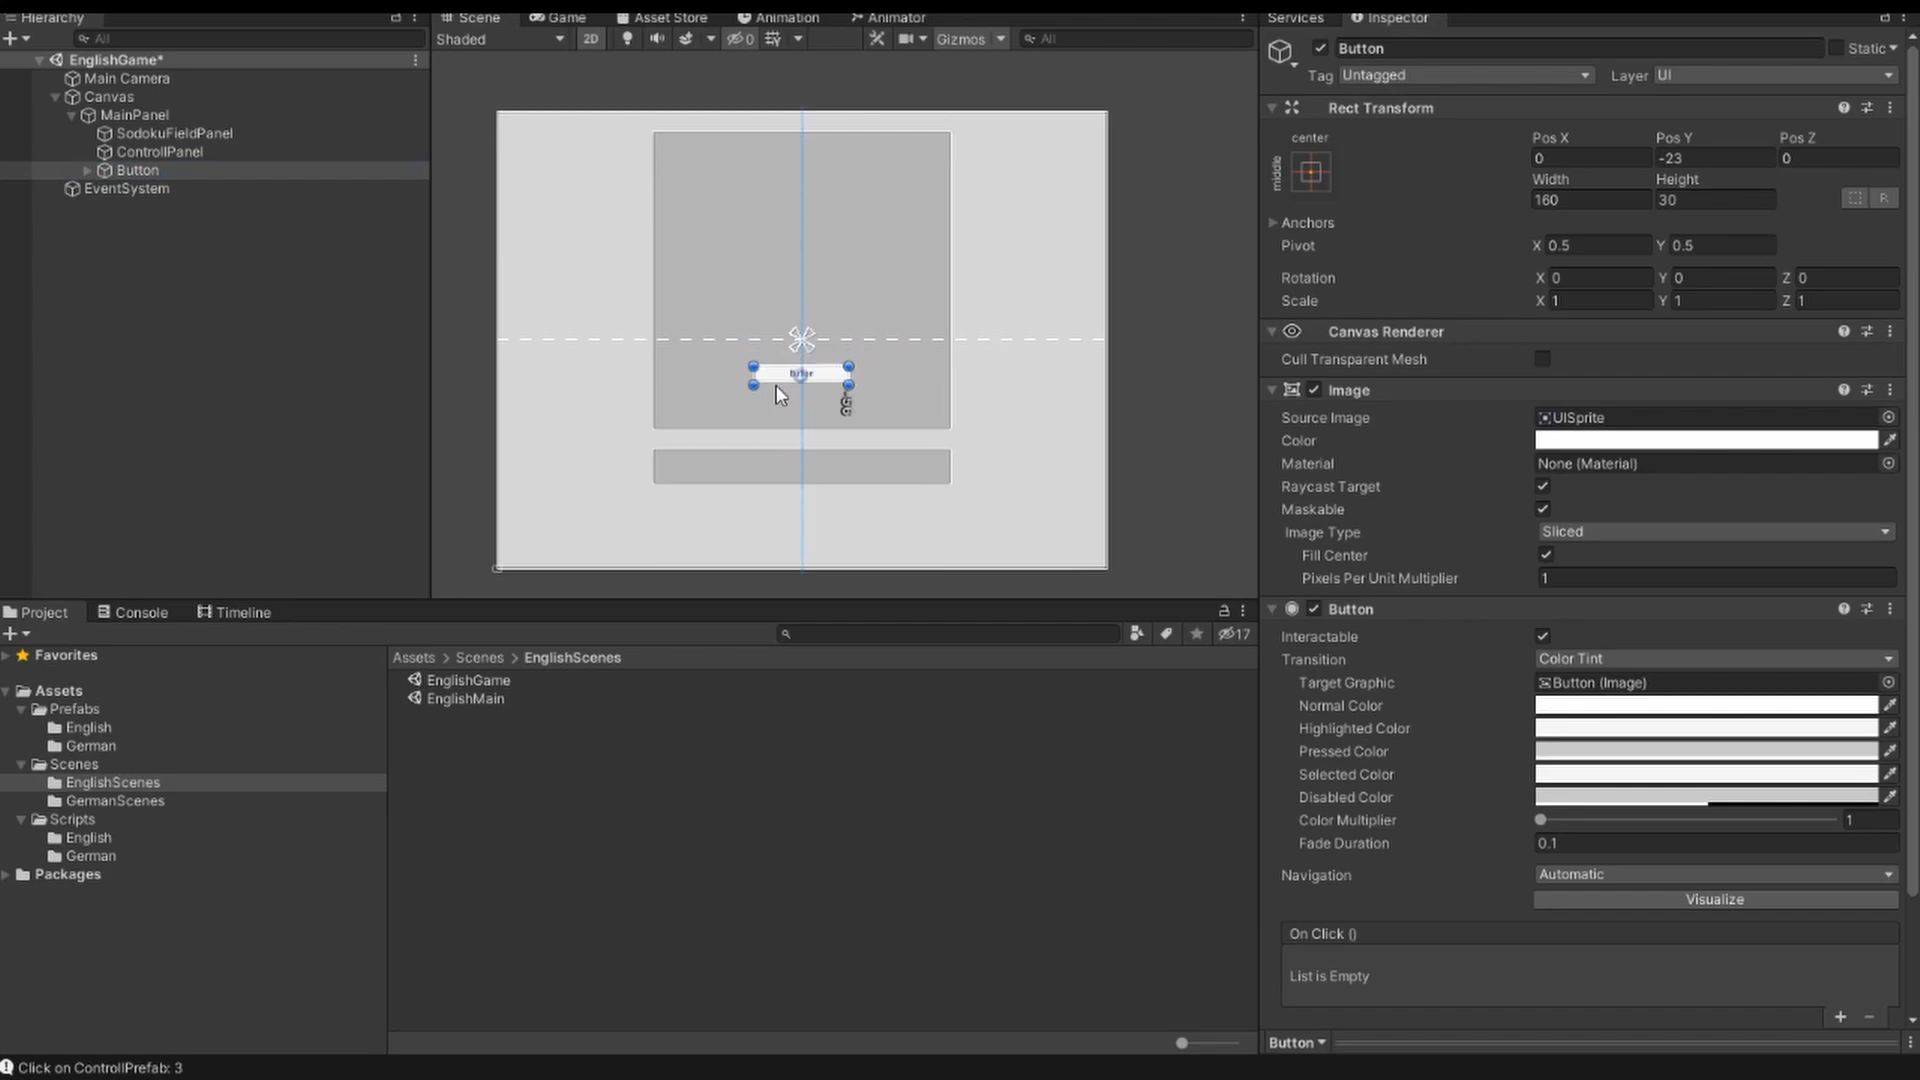 Hierarchy
Scene
Game
Asset Store
Animation
Animator
Services
Inspector
All
Shaded
2D
0
Gizmos
All
Button
Static
EnglishGame*
Main Camera
Canvas
MainPanel
SodokuFieldPanel
ControllPanel
Button
EventSystem
Tag Untagged
Layer UI
Rect Transform
center
middle
Pos X Pos Y Pos Z
0 -23 0
Width Height
160 30
R
Anchors
Pivot X 0.5 Y 0.5
Rotation X 0 Y 0 Z 0
Scale X 1 Y 1 Z 1
Canvas Renderer
Cull Transparent Mesh
Image
Source Image UISprite
Color
Material None (Material)
Raycast Target
Maskable
Image Type Sliced
Fill Center
Pixels Per Unit Multiplier 1
Button
Interactable
Transition Color Tint
Target Graphic Button (Image)
Normal Color
Highlighted Color
Pressed Color
Selected Color
Disabled Color
Color Multiplier 1
Fade Duration 0.1
Navigation Automatic
Visualize
On Click ()
List is Empty
Button
Project
Console
Timeline
17
Favorites
Assets
Prefabs
English
German
Scenes
EnglishScenes
GermanScenes
Scripts
English
German
Packages
Assets > Scenes > EnglishScenes
EnglishGame
EnglishMain
Click on ControllPrefab: 3